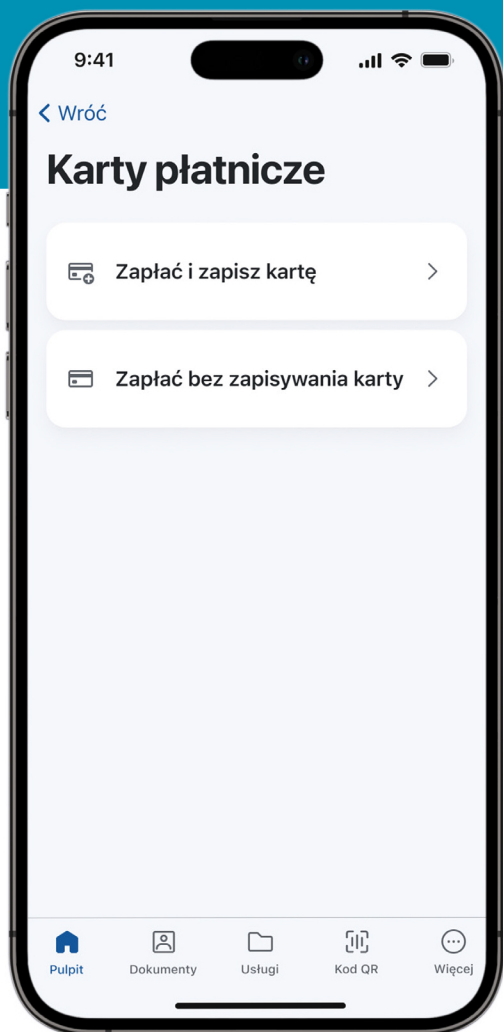 9:41
Wróć
Karty płatnicze
Zapłać i zapisz kartę
Zapłać bez zapisywania karty
Pulpit
Dokumenty
Usługi
Kod QR
Więcej